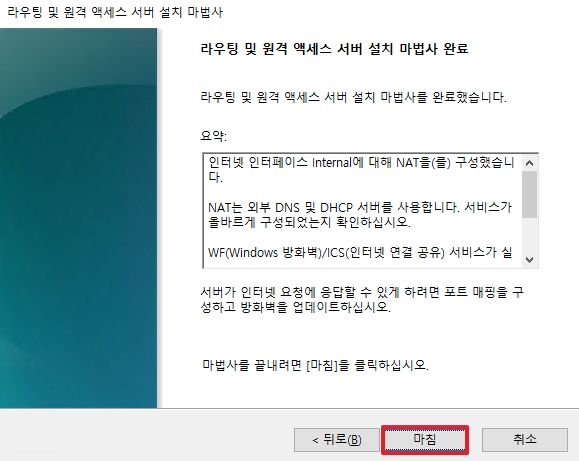 라우팅 및 원격 액세스 서버 설치 마법사
라우팅 및 원격 액세스 서버 설치 마법사 완료
라우팅 및 원격 액세스 서버 설치 마법사를 완료했습니다.
요약:
인터넷 인터페이스 Internal에 대해 NAT을(를) 구성했습니
다.
NAT는 외부 DNS 및 DHCP 서버를 사용합니다. 서비스가
올바르게 구성되었는지 확인하십시오.
WF(Windows 방화벽)/ICS(인터넷 연결 공유) 서비스가 실
서버가 인터넷 요청에 응답할 수 있게 하려면 포트 매핑을 구
성하고 방화벽을 업데이트하십시오.
마법사를 끝내려면 [마침]을 클릭하십시오.
< 뒤로(B) 마침 취소